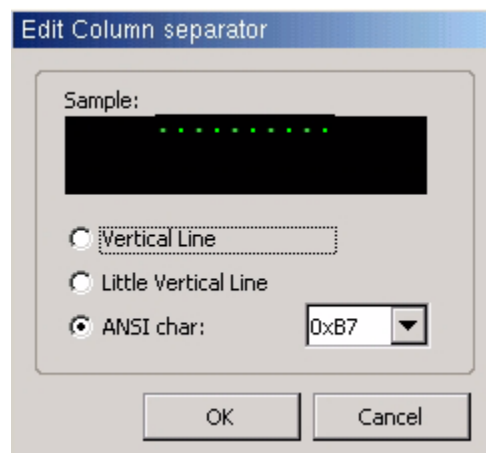 Edit Column separator
Sample:
. . . . . . . . . .
Vertical Line
Little Vertical Line
ANSI char: 0xB7
OK Cancel